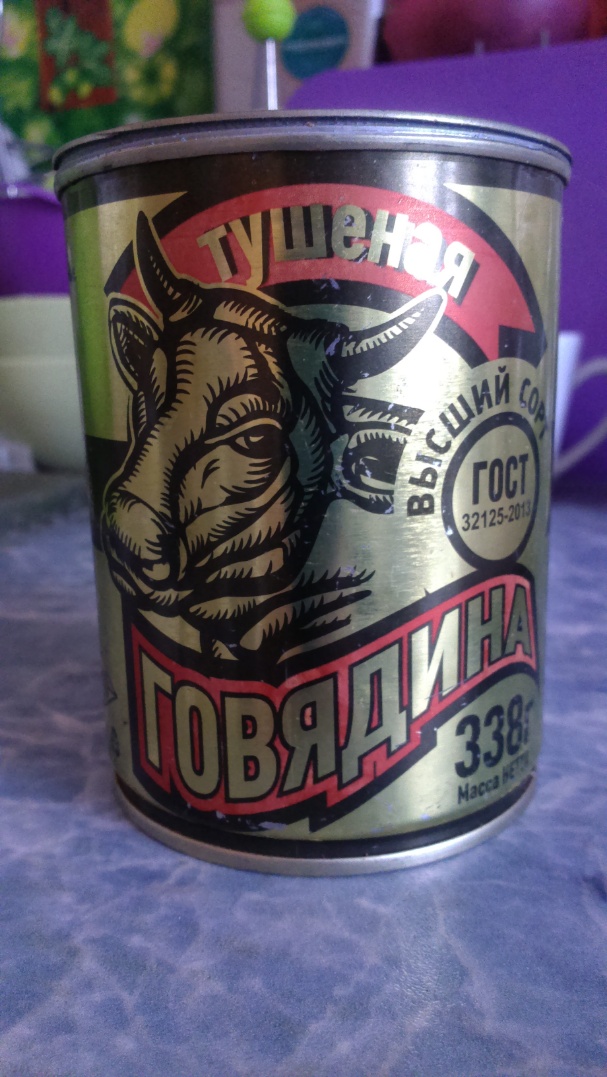 тушеная
ВЫСШИЙ СОРТ
ГОСТ
32125-2013
ГОВЯДИНА
338г
Масса НЕТТО